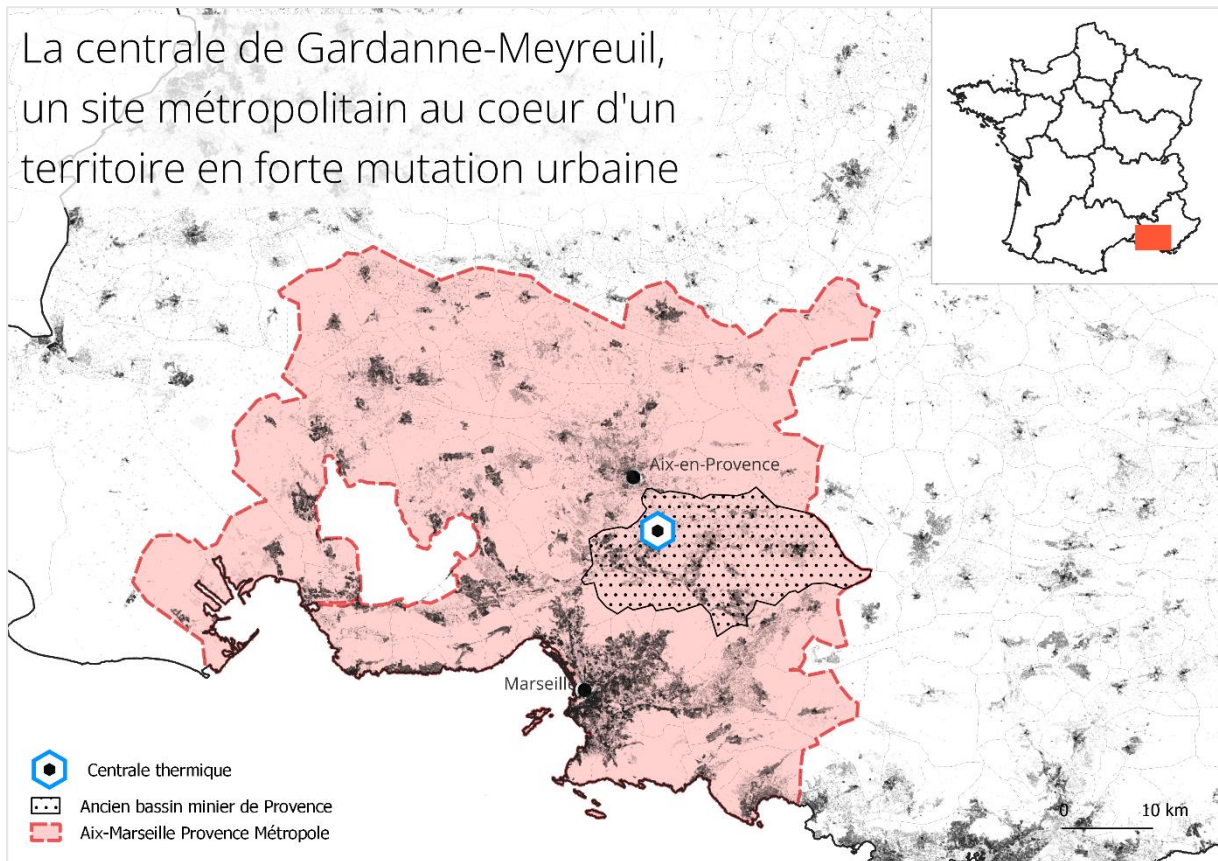 La centrale de Gardanne-Meyreuil,
un site métropolitain au coeur d'un
territoire en forte mutation urbaine
Aix-en-Provence
Marseille
Centrale thermique
Ancien bassin minier de Provence
Aix-Marseille Provence Métropole
0 10 km